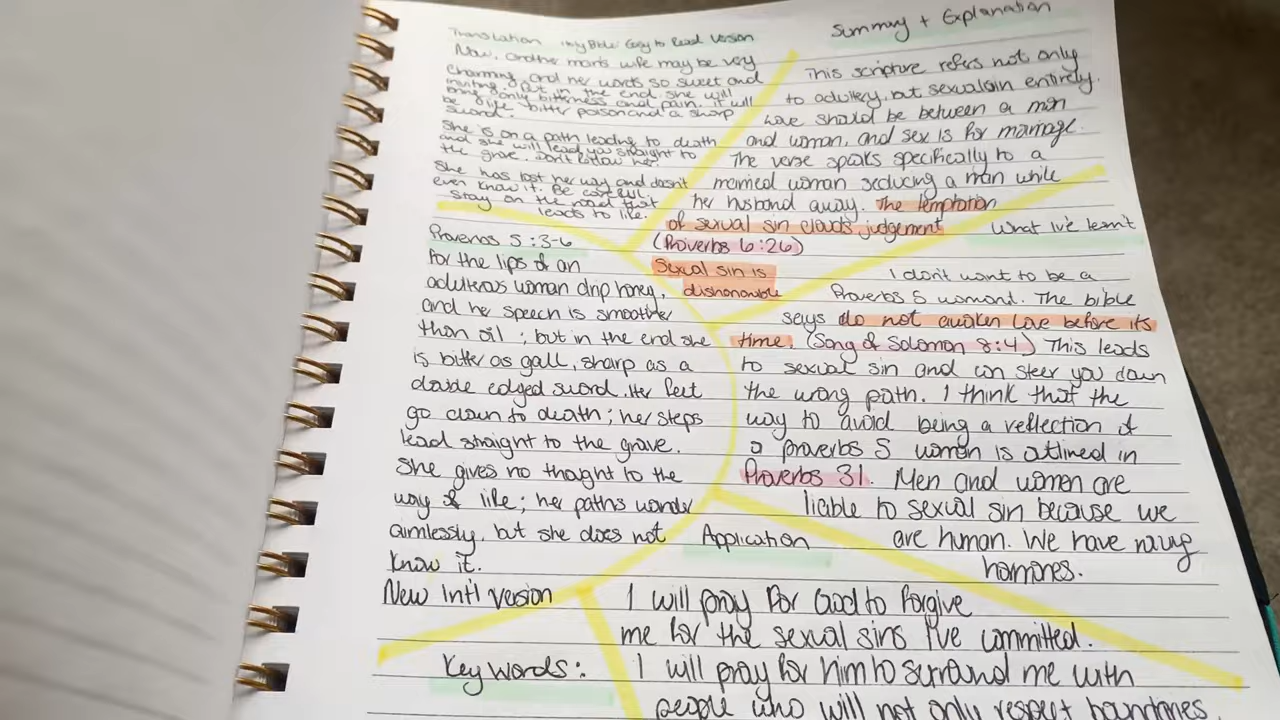 Translation Holy Bible: Easy to Read Version
Now, another man's wife may be very
charming, and her words so sweet and
inviting. But in the end she will
bring only bitterness and pain. It will
be like bitter poison and a sharp
sword.
She is on a path leading to death
and she will lead you straight to
the grave. Don't follow her
She has lost her way and doesn't
even know it. Be careful.
Stay on the road that
leads to life.
Summary + Explanation
This scripture refers not only
to adultery, but sexual sin entirely.
Love should be between a man
and woman, and sex is for marriage.
The verse speaks specifically to a
married woman seducing a man while
her husband away. The temptation
of sexual sin clouds judgement
(Proverbs 6:26)
Sexual sin is
dishonorable
Proverbs 5:3-6
For the lips of an
adulterous woman drip honey,
and her speech is smoother
than oil; but in the end she
is bitter as gall, sharp as a
double edged sword. Her feet
go down to death; her steps
lead straight to the grave.
She gives no thought to the
way of life; her paths wander
aimlessly, but she does not
know it.
New Int'l Version
What I've learn't
I don't want to be a
Proverbs 5 woman. The bible
says do not awaken love before its
time. (Song of Solomon 8:4) This leads
to sexual sin and can steer you down
the wrong path. I think that the
way to avoid being a reflection of
a proverbs 5 woman is outlined in
Proverbs 31. Men and women are
liable to sexual sin because we
are human. We have raging
hormones.
Application
I will pray for God to forgive
me for the sexual sins I've committed.
I will pray for him to surround me with
people who will not only respect boundaries
Key words: